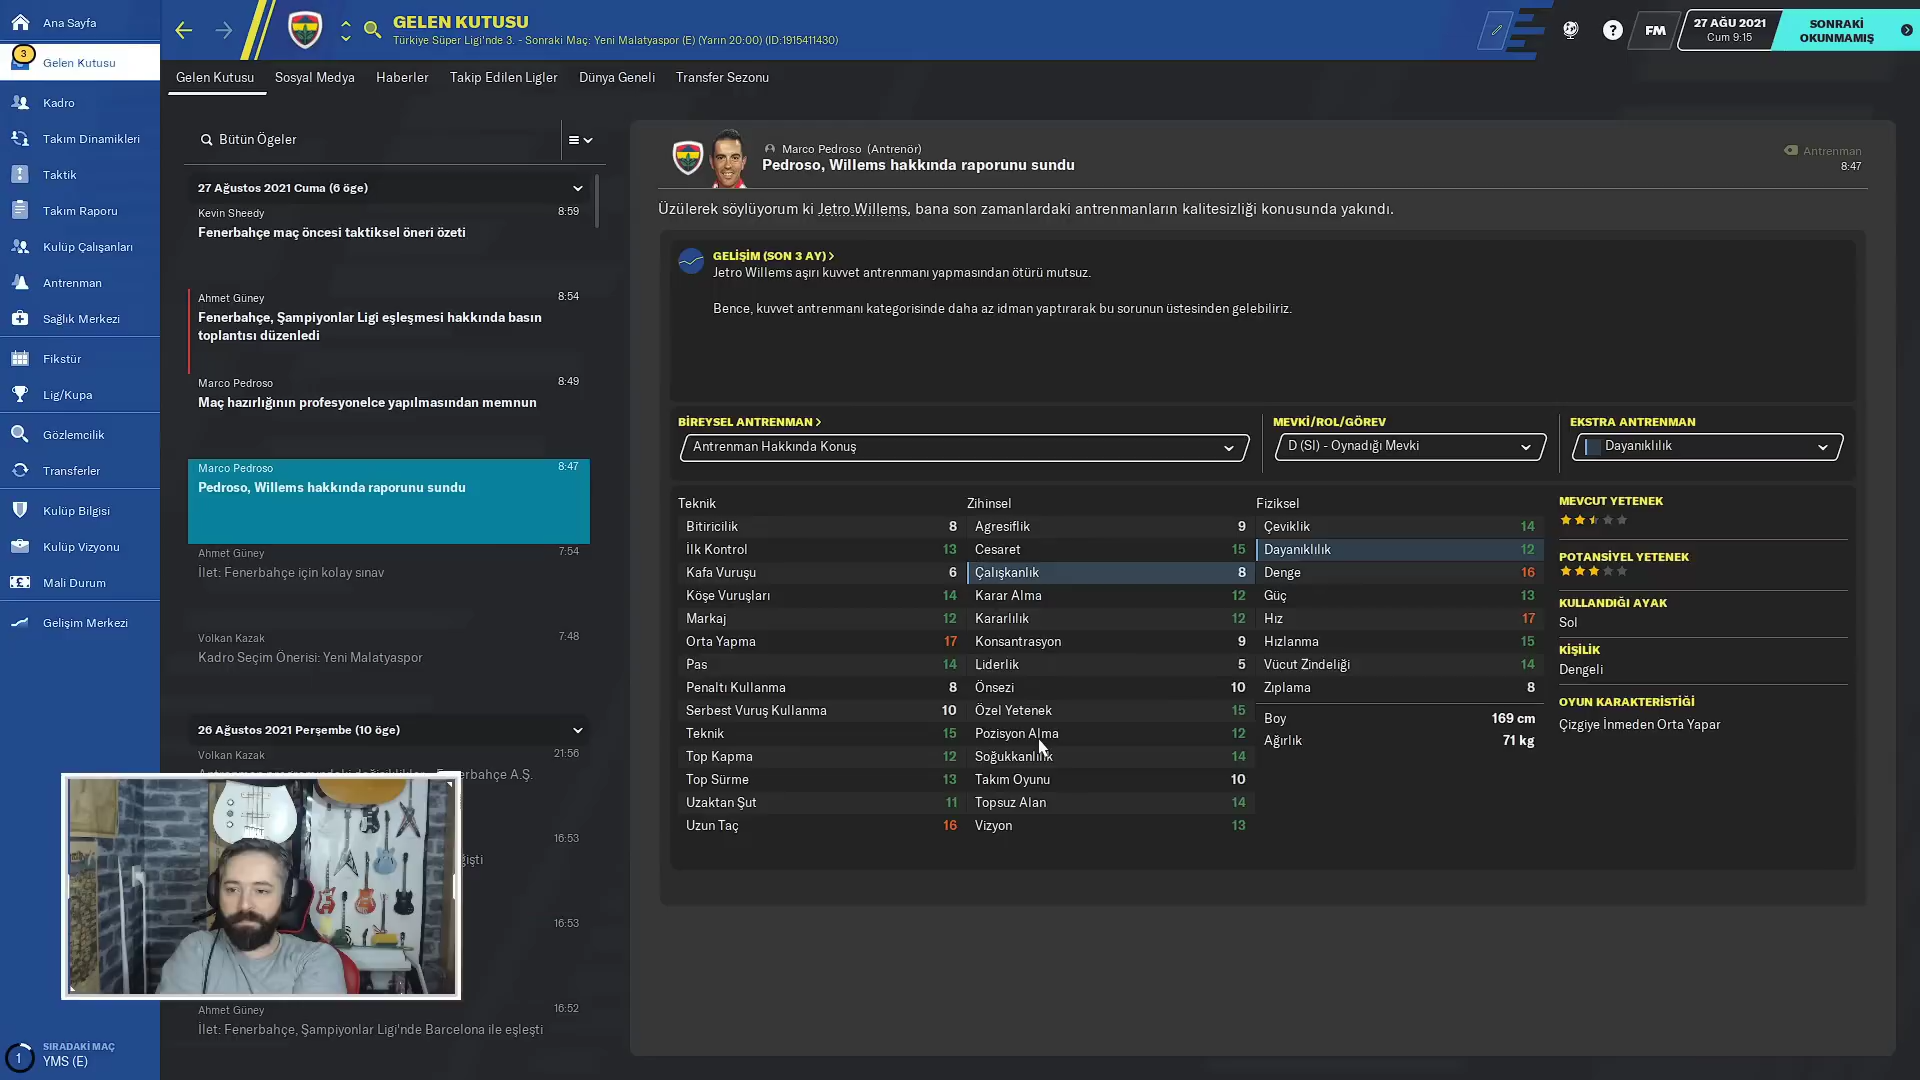 Ana Sayfa
3
Gelen Kutusu
Kadro
Takım Dinamikleri
Taktik
Takım Raporu
Kulüp Çalışanları
Antrenman
Sağlık Merkezi
Fikstür
Lig/Kupa
Gözlemcilik
Transferler
Kulüp Bilgisi
Kulüp Vizyonu
Mali Durum
Gelişim Merkezi
1
SIRADAKİ MAÇ
YMS (E)
GELEN KUTUSU
Türkiye Süper Ligi'nde 3. - Sonraki Maç: Yeni Malatyaspor (E) (Yarın 20:00) (ID:1915411430)
?
FM
27 AĞU 2021
Cum 9:15
SONRAKİ
OKUNMAMIŞ
Gelen Kutusu Sosyal Medya Haberler Takip Edilen Ligler Dünya Geneli Transfer Sezonu
Bütün Ögeler
27 Ağustos 2021 Cuma (6 öge)
Kevin Sheedy 8:59
Fenerbahçe maç öncesi taktiksel öneri özeti
Ahmet Güney 8:54
Fenerbahçe, Şampiyonlar Ligi eşleşmesi hakkında basın
toplantısı düzenledi
Marco Pedroso 8:49
Maç hazırlığının profesyonelce yapılmasından memnun
Marco Pedroso 8:47
Pedroso, Willems hakkında raporunu sundu
Ahmet Güney 7:54
İlet: Fenerbahçe için kolay sınav
Volkan Kazak 7:48
Kadro Seçim Önerisi: Yeni Malatyaspor
26 Ağustos 2021 Perşembe (10 öge)
Volkan Kazak 21:56
Fenerbahçe A.Ş.
16:53
16:53
Ahmet Güney 16:52
İlet: Fenerbahçe, Şampiyonlar Ligi'nde Barcelona ile eşleşti
Marco Pedroso (Antrenör)
Pedroso, Willems hakkında raporunu sundu
Antrenman
8:47
Üzülerek söylüyorum ki Jetro Willems, bana son zamanlardaki antrenmanların kalitesizliği konusunda yakındı.
GELİŞİM (SON 3 AY)
Jetro Willems aşırı kuvvet antrenmanı yapmasından ötürü mutsuz.
Bence, kuvvet antrenmanı kategorisinde daha az idman yaptırarak bu sorunun üstesinden gelebiliriz.
BİREYSEL ANTRENMAN
Antrenman Hakkında Konuş
MEVKİ/ROL/GÖREV
D (Sl) - Oynadığı Mevki
EKSTRA ANTRENMAN
Dayanıklılık
Teknik
Bitiricilik 8
İlk Kontrol 13
Kafa Vuruşu 6
Köşe Vuruşları 14
Markaj 12
Orta Yapma 17
Pas 14
Penaltı Kullanma 8
Serbest Vuruş Kullanma 10
Teknik 15
Top Kapma 12
Top Sürme 13
Uzaktan Şut 11
Uzun Taç 16
Zihinsel
Agresiflik 9
Cesaret 15
Çalışkanlık 8
Karar Alma 12
Kararlılık 12
Konsantrasyon 9
Liderlik 5
Önsezi 10
Özel Yetenek 15
Pozisyon Alma 12
Soğukkanlılık 14
Takım Oyunu 10
Topsuz Alan 14
Vizyon 13
Fiziksel
Çeviklik 14
Dayanıklılık 12
Denge 16
Güç 13
Hız 17
Hızlanma 15
Vücut Zindeliği 14
Zıplama 8
Boy 169 cm
Ağırlık 71 kg
MEVCUT YETENEK
POTANSİYEL YETENEK
KULLANDIĞI AYAK
Sol
KİŞİLİK
Dengeli
OYUN KARAKTERİSTİĞİ
Çizgiye İnmeden Orta Yapar